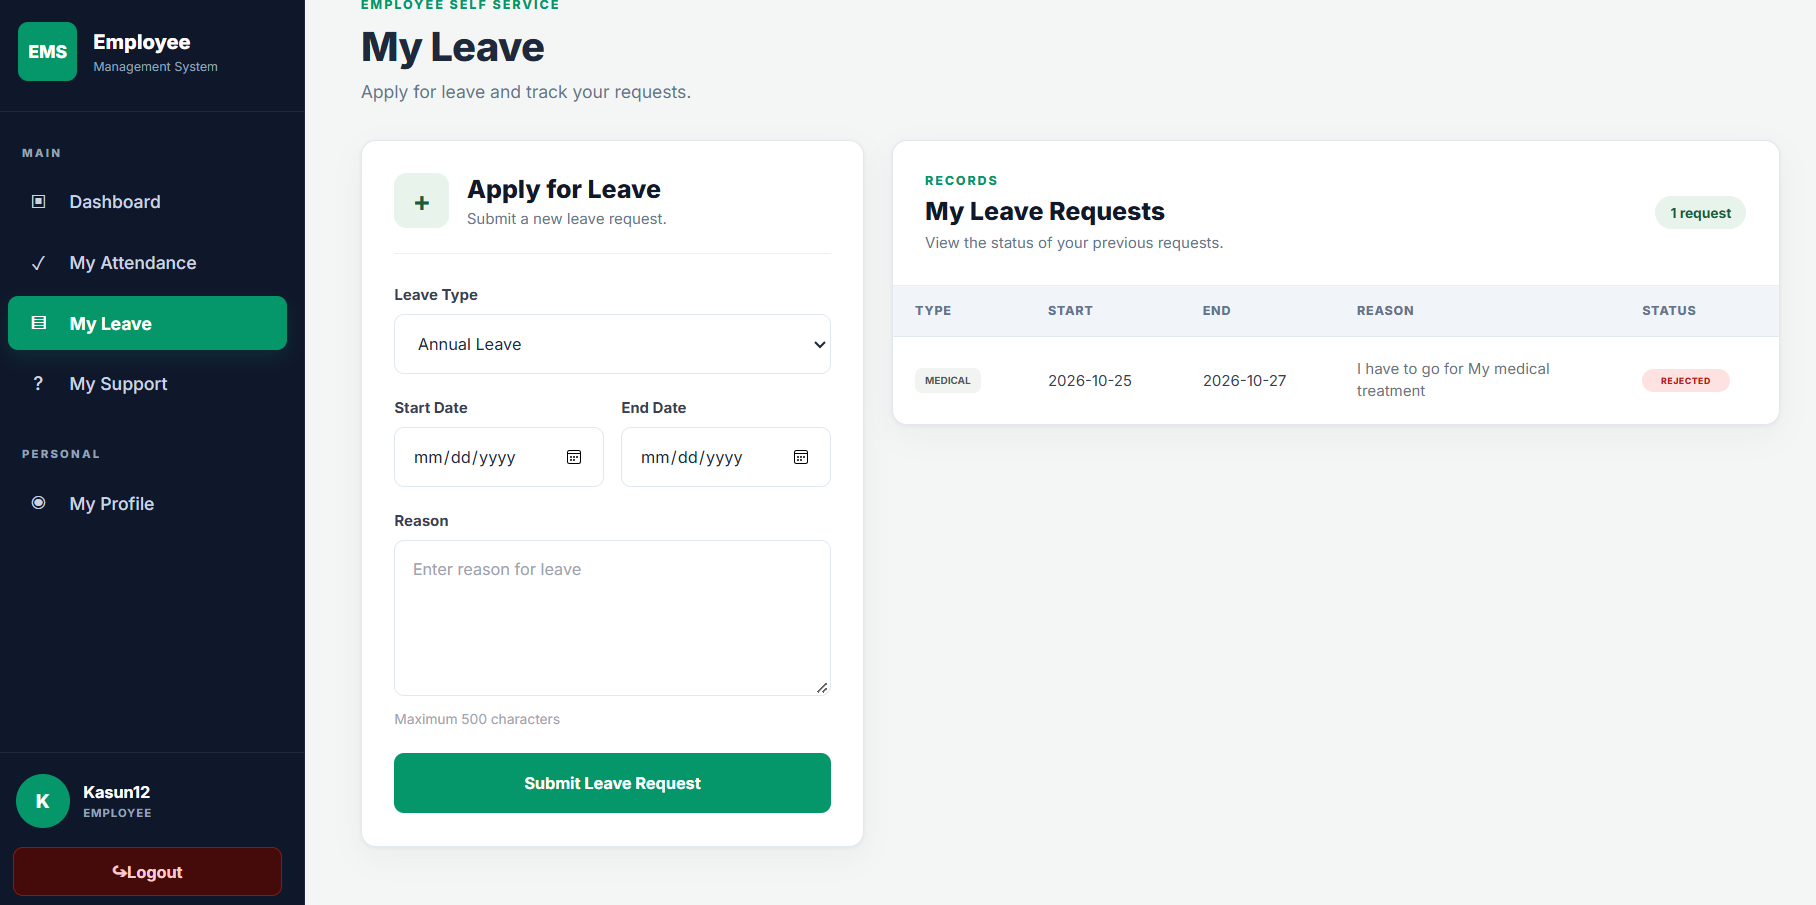 EMS
Employee
Management System
MAIN
Dashboard
My Attendance
My Leave
? My Support
PERSONAL
My Profile
K
Kasun12
EMPLOYEE
Logout
EMPLOYEE SELF SERVICE
My Leave
Apply for leave and track your requests.
+
Apply for Leave
Submit a new leave request.
Leave Type
Annual Leave
Start Date End Date
mm/dd/yyyy mm/dd/yyyy
Reason
Enter reason for leave
Maximum 500 characters
Submit Leave Request
RECORDS
My Leave Requests
View the status of your previous requests.
1 request
TYPE START END REASON STATUS
MEDICAL 2026-10-25 2026-10-27 I have to go for My medical
treatment
REJECTED